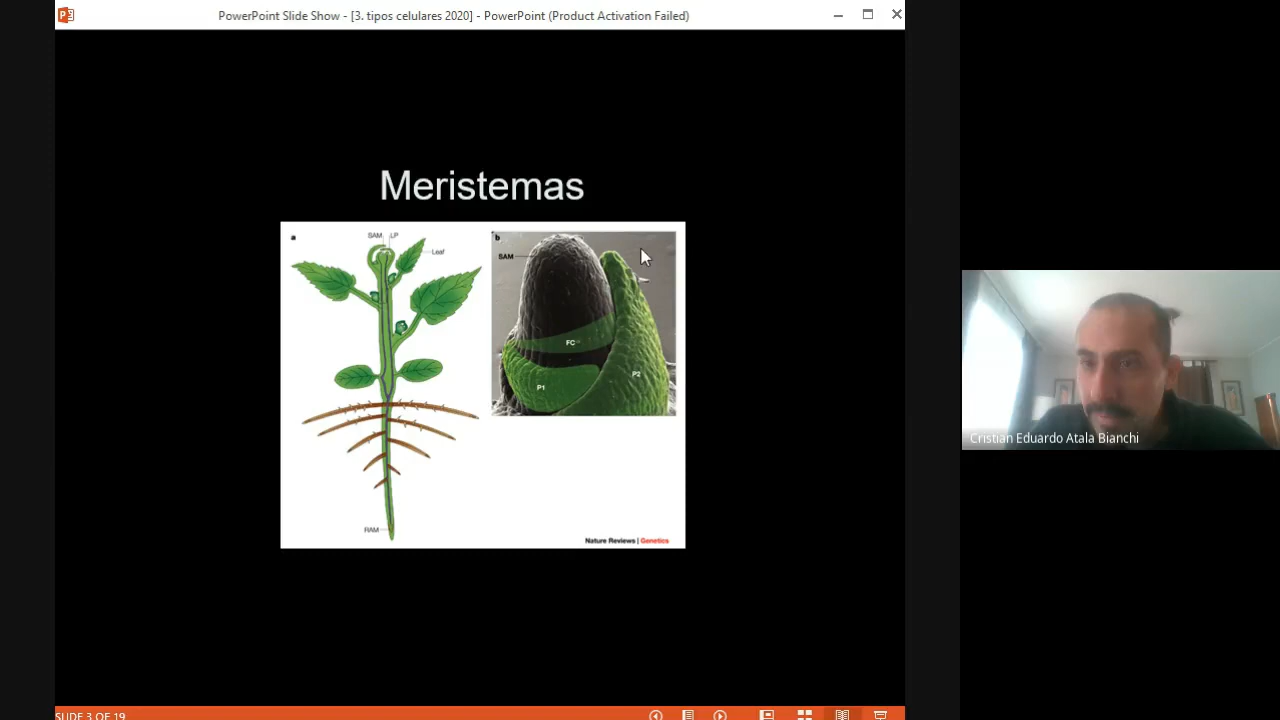 PowerPoint Slide Show - [3. tipos celulares 2020] - PowerPoint (Product Activation Failed)
Meristemas
a
SAM LP
Leaf
RAM
b
SAM
FC
P1
P2
Nature Reviews | Genetics
Cristian Eduardo Atala Bianchi
SLIDE 3 OF 19